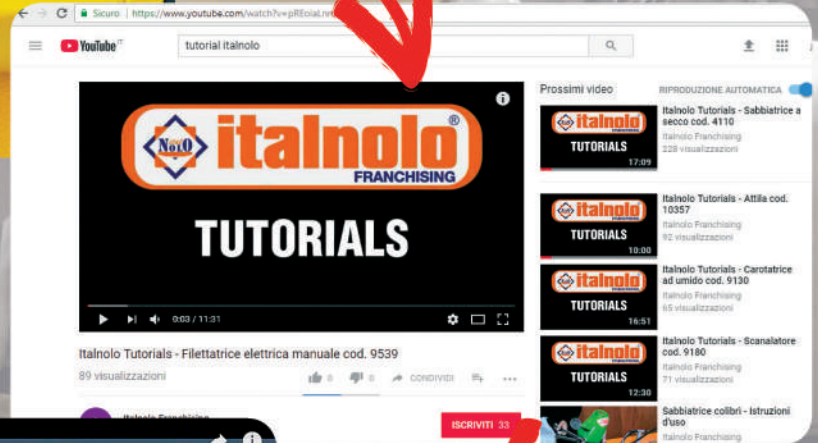 Sicuro | https://www.youtube.com/watch?v=pREoiaLrv
YouTube IT
tutorial italnolo
NOLO
italnolo®
FRANCHISING
TUTORIALS
0:03 / 11:31
Italnolo Tutorials - Filettatrice elettrica manuale cod. 9539
89 visualizzazioni
0
0
CONDIVIDI
Italnolo Franchising
ISCRIVITI 33
Prossimi video
RIPRODUZIONE AUTOMATICA
italnolo
TUTORIALS
17:09
Italnolo Tutorials - Sabbiatrice a
secco cod. 4110
Italnolo Franchising
228 visualizzazioni
italnolo
TUTORIALS
10:00
Italnolo Tutorials - Attila cod.
10357
Italnolo Franchising
92 visualizzazioni
italnolo
TUTORIALS
16:51
Italnolo Tutorials - Carotatrice
ad umido cod. 9130
Italnolo Franchising
65 visualizzazioni
italnolo
TUTORIALS
12:30
Italnolo Tutorials - Scanalatore
cod. 9180
Italnolo Franchising
71 visualizzazioni
Sabbiatrice colibri - Istruzioni
d'uso
Italnolo Franchising